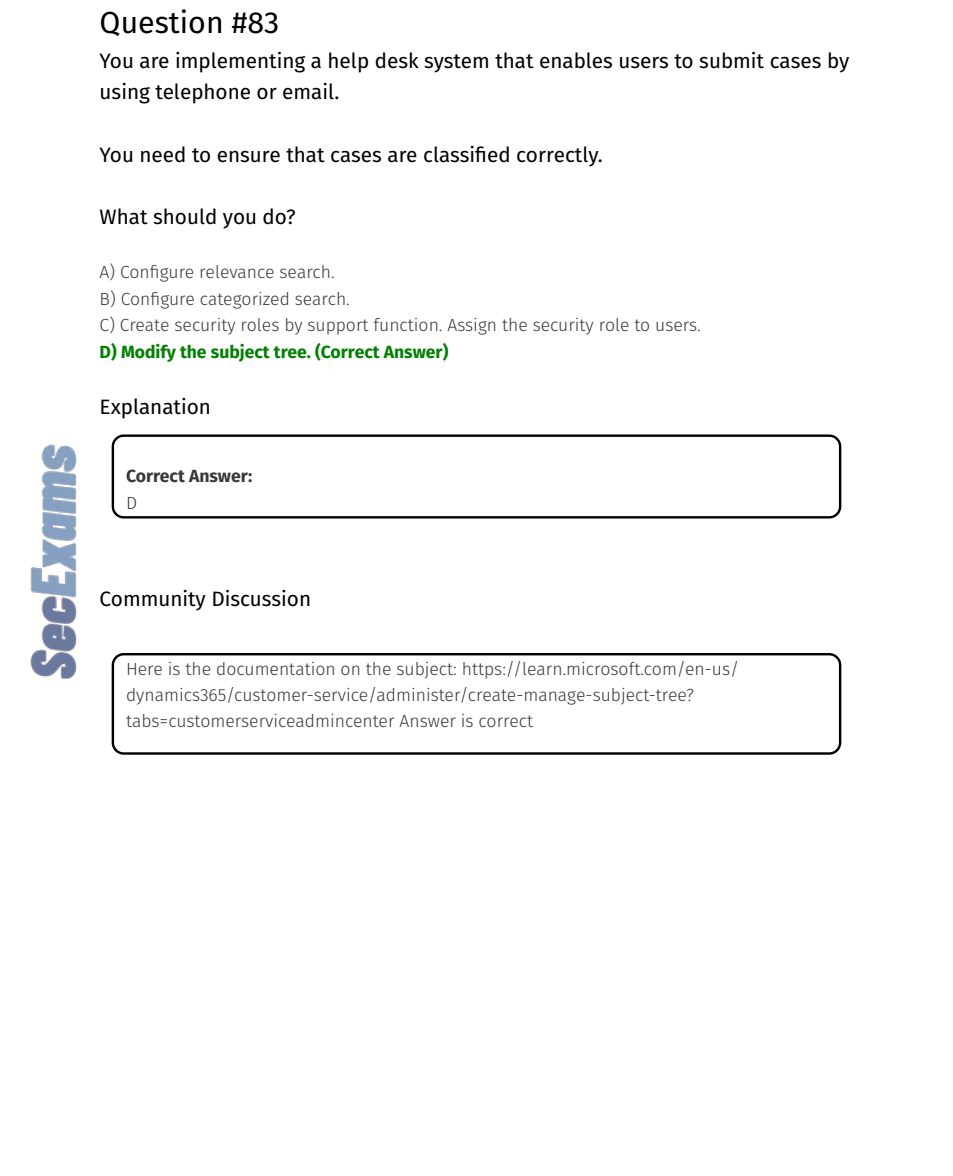 Question #83
You are implementing a help desk system that enables users to submit cases by
using telephone or email.
You need to ensure that cases are classified correctly.
What should you do?
A) Configure relevance search.
B) Configure categorized search.
C) Create security roles by support function. Assign the security role to users.
D) Modify the subject tree. (Correct Answer)
Explanation
Correct Answer:
D
SecExams
Community Discussion
Here is the documentation on the subject: https://learn.microsoft.com/en-us/
dynamics365/customer-service/administer/create-manage-subject-tree?
tabs=customerserviceadmincenter Answer is correct